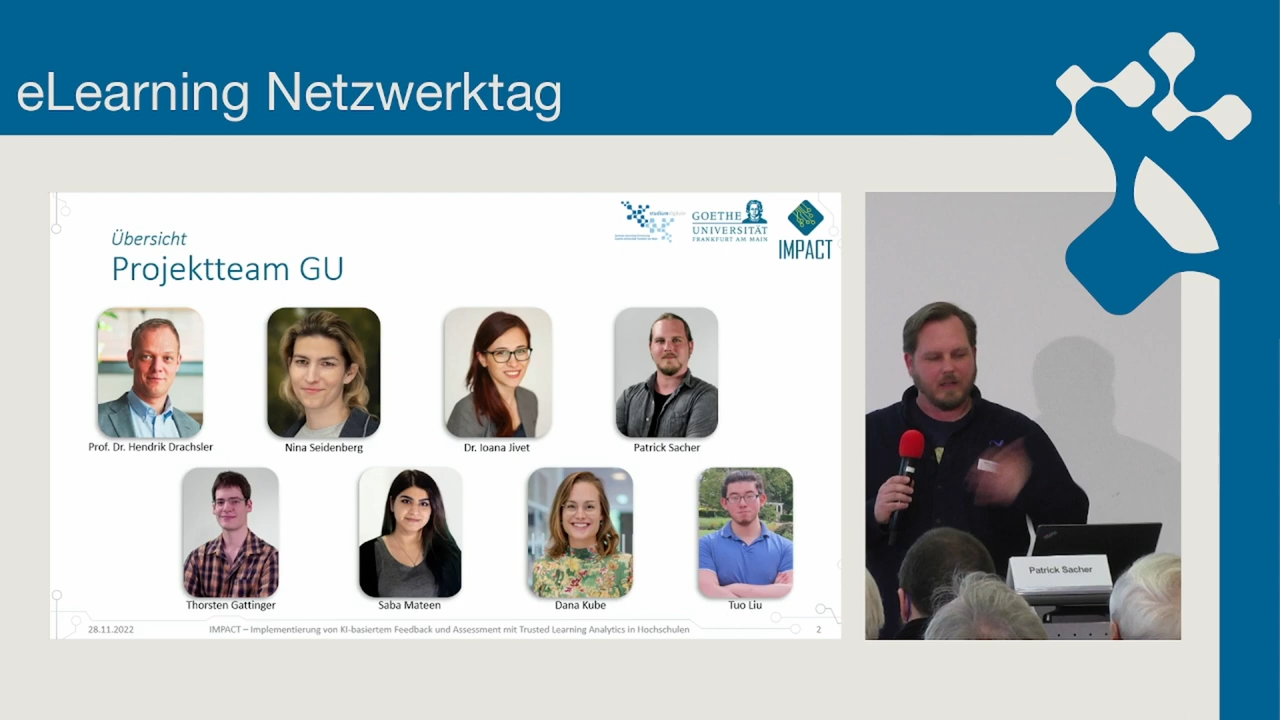 eLearning Netzwerktag
Übersicht
Projektteam GU
GOETHE
UNIVERSITÄT
FRANKFURT AM MAIN
IMPACT
Prof. Dr. Hendrik Drachsler
Nina Seidenberg
Dr. Ioana Jivet
Patrick Sacher
Thorsten Gattinger
Saba Mateen
Dana Kube
Tuo Liu
28.11.2022
IMPACT – Implementierung von KI-basiertem Feedback und Assessment mit Trusted Learning Analytics in Hochschulen
2
Patrick Sacher